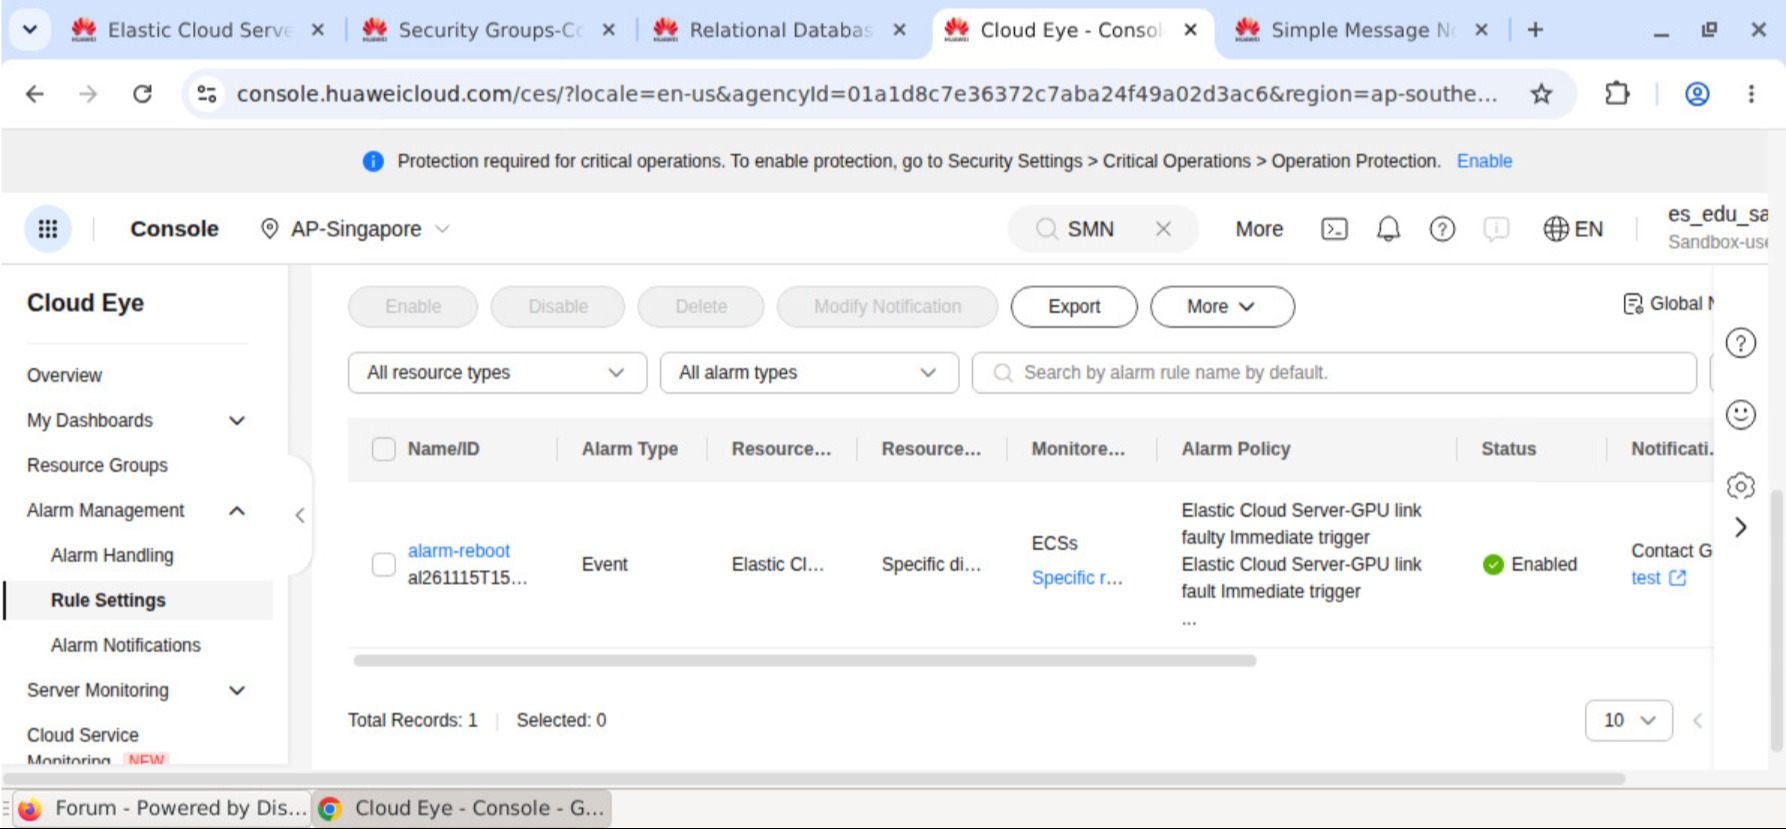 Elastic Cloud Serve
Security Groups-Co
Relational Databas
Cloud Eye - Consol
Simple Message No
console.huaweicloud.com/ces/?locale=en-us&agencyId=01a1d8c7e36372c7aba24f49a02d3ac6&region=ap-southe...
Protection required for critical operations. To enable protection, go to Security Settings > Critical Operations > Operation Protection. Enable
Console
AP-Singapore
SMN
More
EN
es_edu_sa
Sandbox-use
Cloud Eye
Overview
My Dashboards
Resource Groups
Alarm Management
Alarm Handling
Rule Settings
Alarm Notifications
Server Monitoring
Cloud Service
Monitoring NEW
Enable
Disable
Delete
Modify Notification
Export
More
Global N
All resource types
All alarm types
Search by alarm rule name by default.
Name/ID
Alarm Type
Resource...
Resource...
Monitore...
Alarm Policy
Status
Notificati...
alarm-reboot
al261115T15...
Event
Elastic Cl...
Specific di...
ECSs
Specific r...
Elastic Cloud Server-GPU link
faulty Immediate trigger
Elastic Cloud Server-GPU link
fault Immediate trigger
...
Enabled
Contact G
test
Total Records: 1
Selected: 0
10
Forum - Powered by Dis...
Cloud Eye - Console - G...